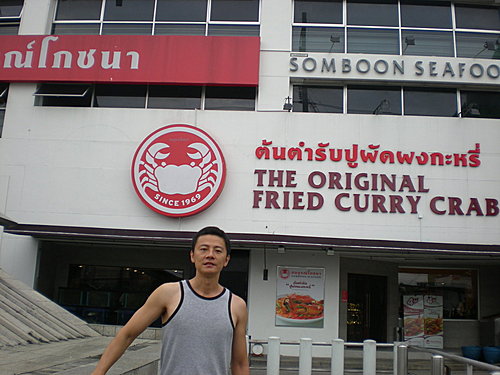 ณ์โภชนา
SOMBOON SEAFOO
SINCE 1969
ต้นตำรับปูผัดผงกะหรี่
THE ORIGINAL
FRIED CURRY CRAB